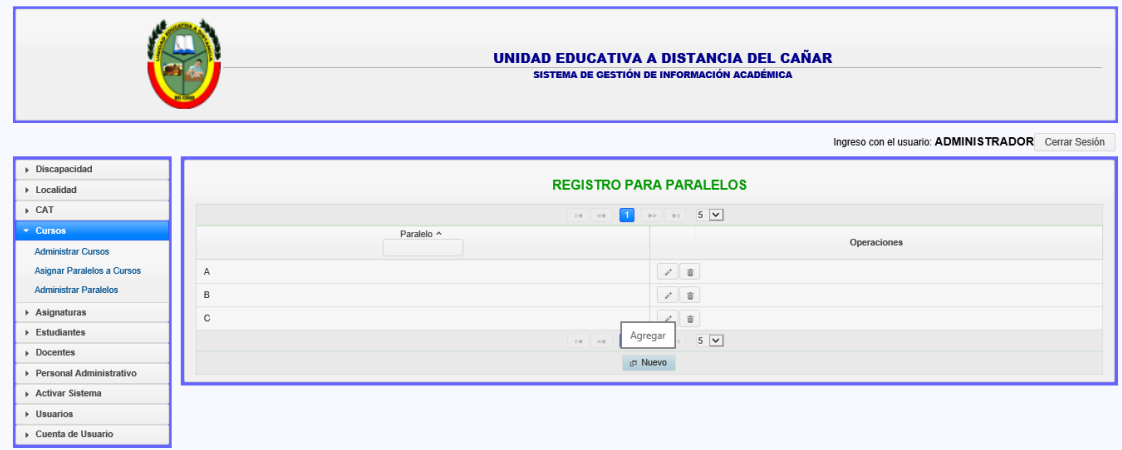 UNIDAD EDUCATIVA A DISTANCIA DEL CAÑAR
SISTEMA DE GESTIÓN DE INFORMACIÓN ACADÉMICA
Ingreso con el usuario: ADMINISTRADOR Cerrar Sesión
Discapacidad
Localidad
CAT
Cursos
Administrar Cursos
Asignar Paralelos a Cursos
Administrar Paralelos
Asignaturas
Estudiantes
Docentes
Personal Administrativo
Activar Sistema
Usuarios
Cuenta de Usuario
REGISTRO PARA PARALELOS
1 5
Paralelo Operaciones
A
B
C
Agregar
5
Nuevo